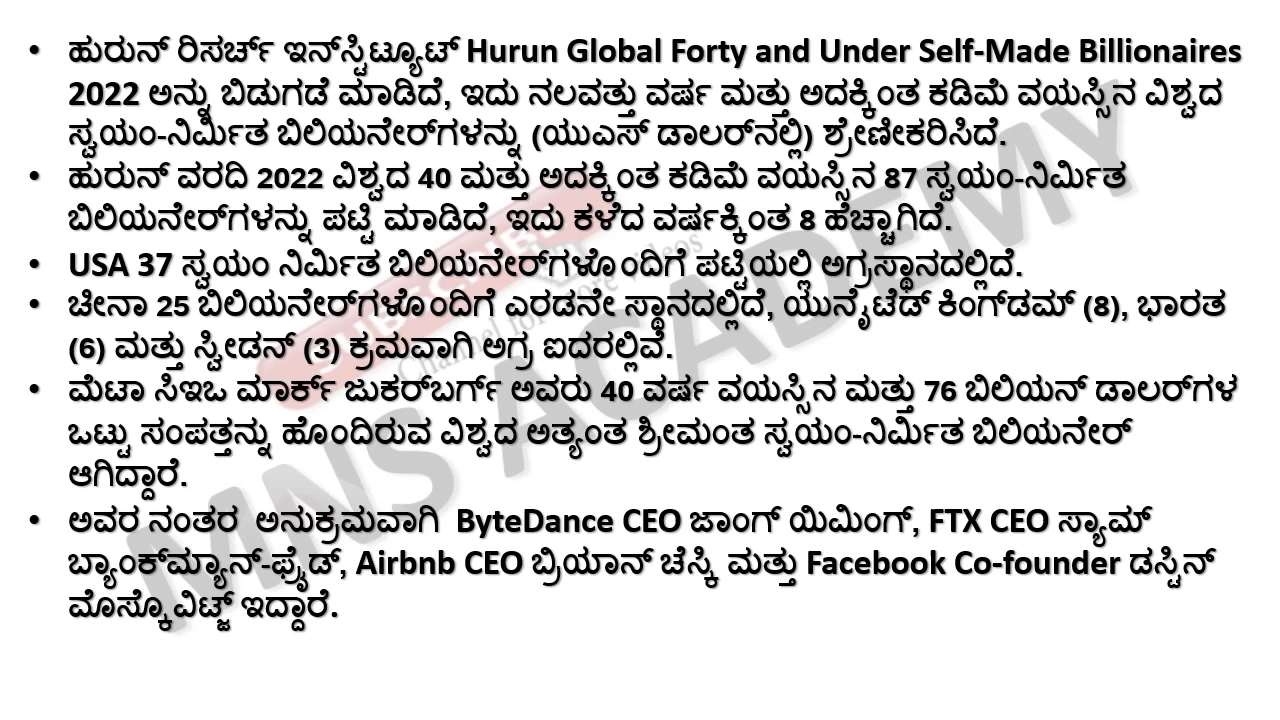 • ಹುರುನ್ ರಿಸರ್ಚ್ ಇನ್‌ಸ್ಟಿಟ್ಯೂಟ್ Hurun Global Forty and Under Self-Made Billionaires
2022 ಅನ್ನು ಬಿಡುಗಡೆ ಮಾಡಿದೆ, ಇದು ನಲವತ್ತು ವರ್ಷ ಮತ್ತು ಅದಕ್ಕಿಂತ ಕಡಿಮೆ ವಯಸ್ಸಿನ ವಿಶ್ವದ
ಸ್ವಯಂ-ನಿರ್ಮಿತ ಬಿಲಿಯನೇರ್‌ಗಳನ್ನು (ಯುಎಸ್ ಡಾಲರ್‌ನಲ್ಲಿ) ಶ್ರೇಣೀಕರಿಸಿದೆ.
• ಹುರುನ್ ವರದಿ 2022 ವಿಶ್ವದ 40 ಮತ್ತು ಅದಕ್ಕಿಂತ ಕಡಿಮೆ ವಯಸ್ಸಿನ 87 ಸ್ವಯಂ-ನಿರ್ಮಿತ
ಬಿಲಿಯನೇರ್‌ಗಳನ್ನು ಪಟ್ಟಿ ಮಾಡಿದೆ, ಇದು ಕಳೆದ ವರ್ಷಕ್ಕಿಂತ 8 ಹೆಚ್ಚಾಗಿದೆ.
• USA 37 ಸ್ವಯಂ ನಿರ್ಮಿತ ಬಿಲಿಯನೇರ್‌ಗಳೊಂದಿಗೆ ಪಟ್ಟಿಯಲ್ಲಿ ಅಗ್ರಸ್ಥಾನದಲ್ಲಿದೆ.
• ಚೀನಾ 25 ಬಿಲಿಯನೇರ್‌ಗಳೊಂದಿಗೆ ಎರಡನೇ ಸ್ಥಾನದಲ್ಲಿದೆ, ಯುನೈಟೆಡ್ ಕಿಂಗ್‌ಡಮ್ (8), ಭಾರತ
(6) ಮತ್ತು ಸ್ವೀಡನ್ (3) ಕ್ರಮವಾಗಿ ಅಗ್ರ ಐದರಲ್ಲಿವೆ.
• ಮೆಟಾ ಸಿಇಒ ಮಾರ್ಕ್ ಜುಕರ್‌ಬರ್ಗ್ ಅವರು 40 ವರ್ಷ ವಯಸ್ಸಿನ ಮತ್ತು 76 ಬಿಲಿಯನ್ ಡಾಲರ್‌ಗಳ
ಒಟ್ಟು ಸಂಪತ್ತನ್ನು ಹೊಂದಿರುವ ವಿಶ್ವದ ಅತ್ಯಂತ ಶ್ರೀಮಂತ ಸ್ವಯಂ-ನಿರ್ಮಿತ ಬಿಲಿಯನೇರ್
ಆಗಿದ್ದಾರೆ.
• ಅವರ ನಂತರ ಅನುಕ್ರಮವಾಗಿ ByteDance CEO ಜಾಂಗ್ ಯಿಮಿಂಗ್, FTX CEO ಸ್ಯಾಮ್
ಬ್ಯಾಂಕ್‌ಮ್ಯಾನ್-ಫ್ರೈಡ್, Airbnb CEO ಬ್ರಿಯಾನ್ ಚೆಸ್ಕಿ ಮತ್ತು Facebook Co-founder ಡಸ್ಟಿನ್
ಮೊಸ್ಕೊವಿಟ್ಜ್ ಇದ್ದಾರೆ.
MNS ACADEMY
SUBSCRIBE
Channel for more videos